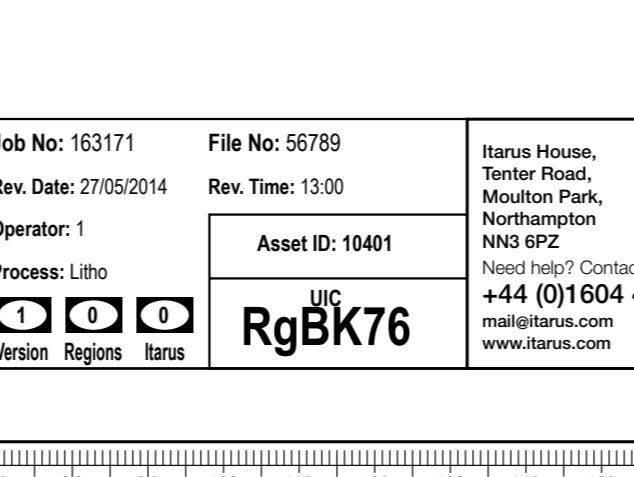 Job No: 163171
File No: 56789
Rev. Date: 27/05/2014
Rev. Time: 13:00
Operator: 1
Asset ID: 10401
Process: Litho
UIC
RgBK76
1 0 0
Version Regions Itarus
Itarus House,
Tenter Road,
Moulton Park,
Northampton
NN3 6PZ
Need help? Contac
+44 (0)1604
mail@itarus.com
www.itarus.com